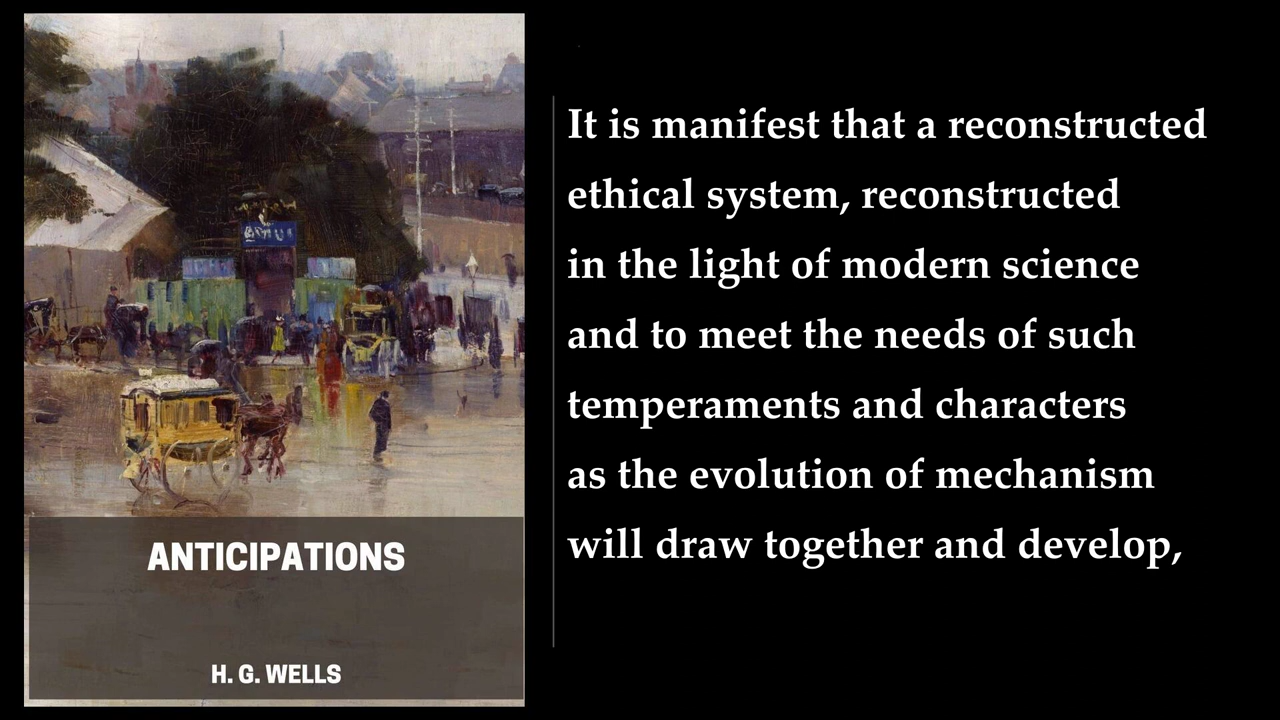 ANTICIPATIONS
H. G. WELLS
It is manifest that a reconstructed
ethical system, reconstructed
in the light of modern science
and to meet the needs of such
temperaments and characters
as the evolution of mechanism
will draw together and develop,